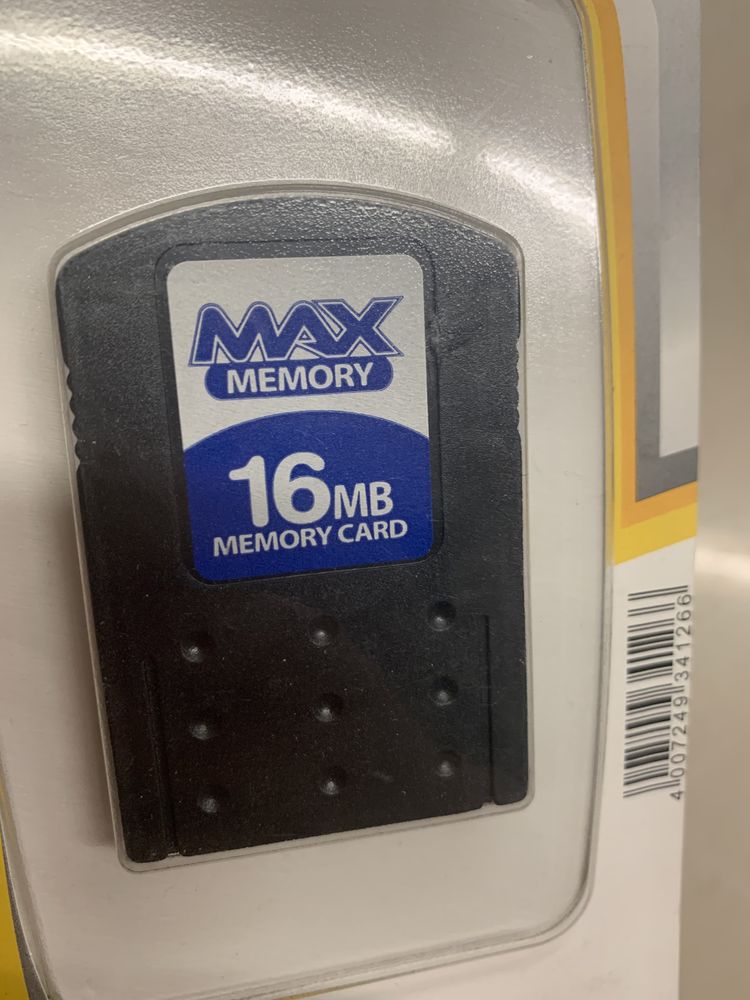 MAX
MEMORY
16MB
MEMORY CARD
4 007249 341266